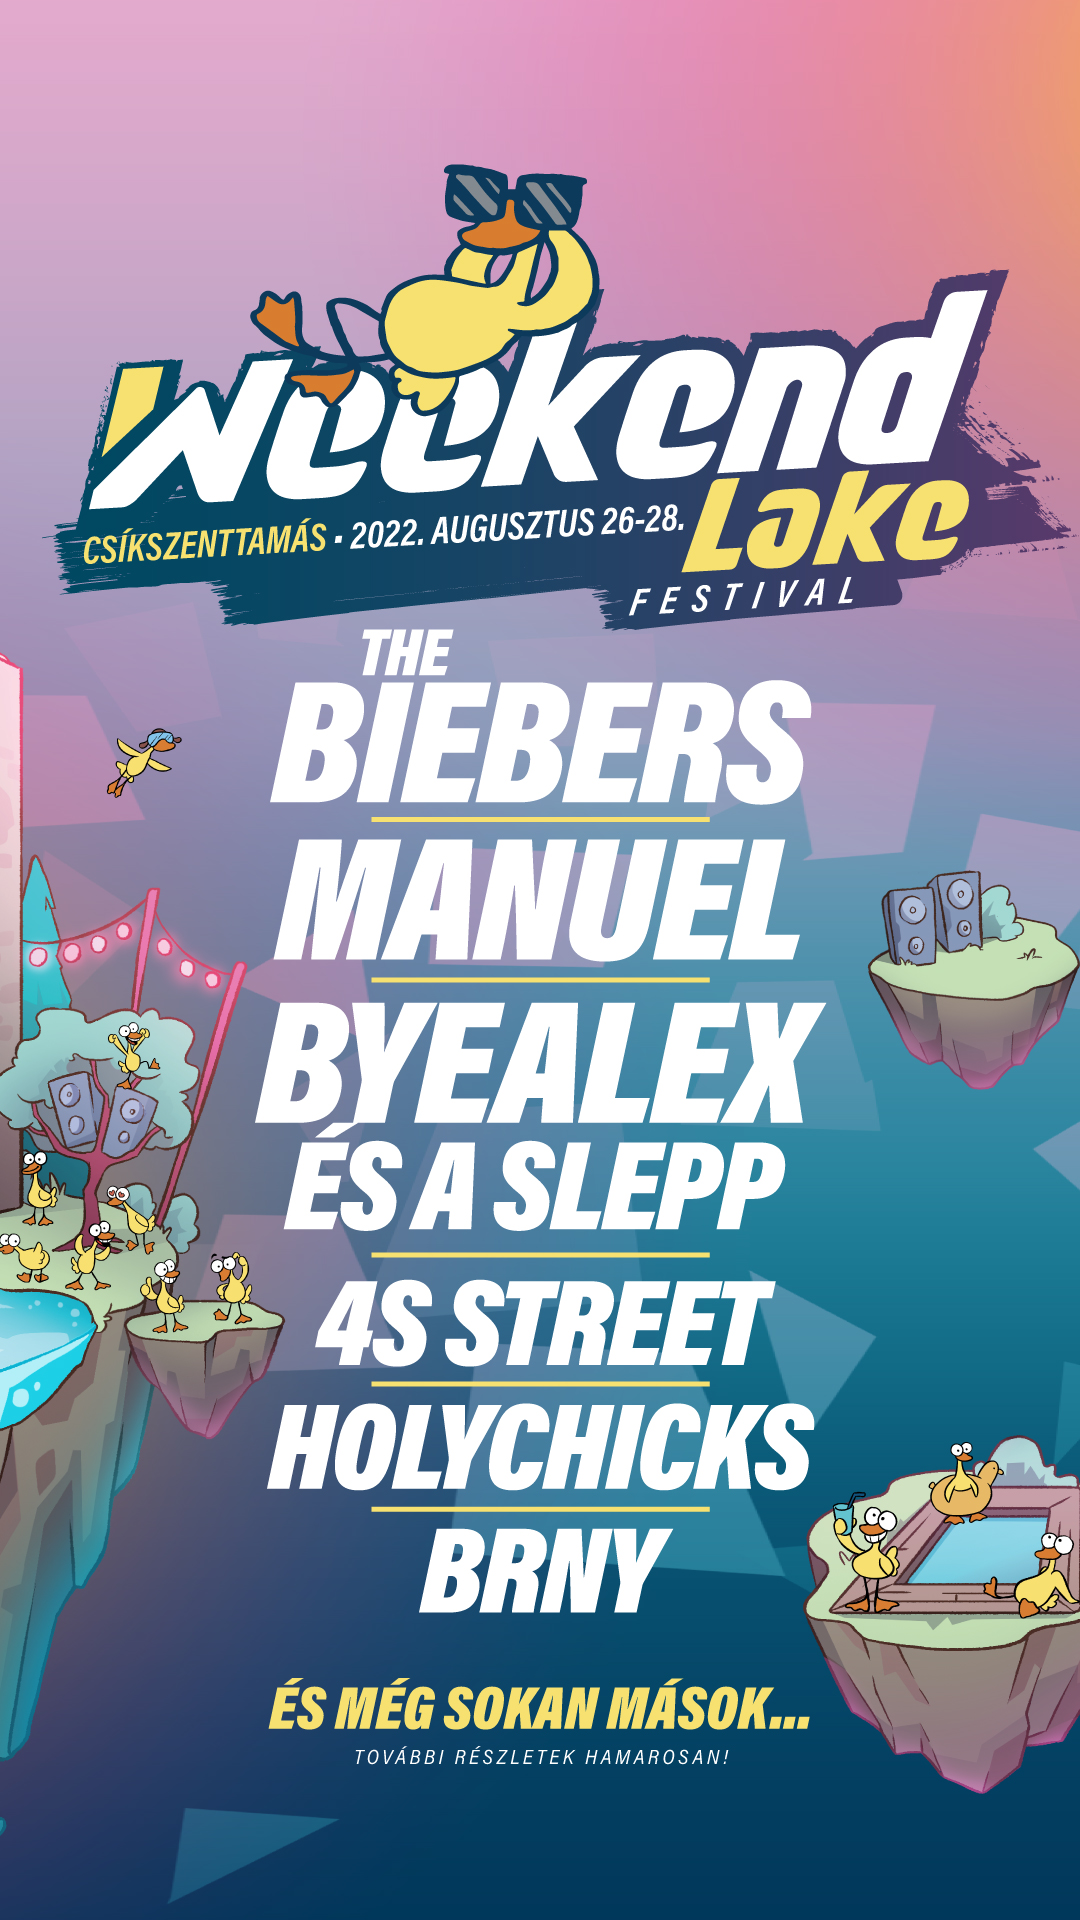 Weekend
Lake
CSÍKSZENTTAMÁS • 2022. AUGUSZTUS 26-28.
FESTIVAL
THE
BIEBERS
MANUEL
BYEALEX
ÉS A SLEPP
4S STREET
HOLYCHICKS
BRNY
ÉS MÉG SOKAN MÁSOK...
TOVÁBBI RÉSZLETEK HAMAROSAN!